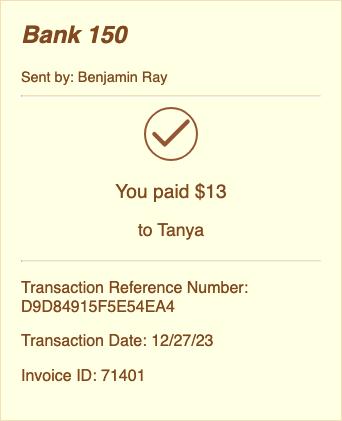 Bank 150
Sent by: Benjamin Ray
You paid $13
to Tanya
Transaction Reference Number:
D9D84915F5E54EA4
Transaction Date: 12/27/23
Invoice ID: 71401